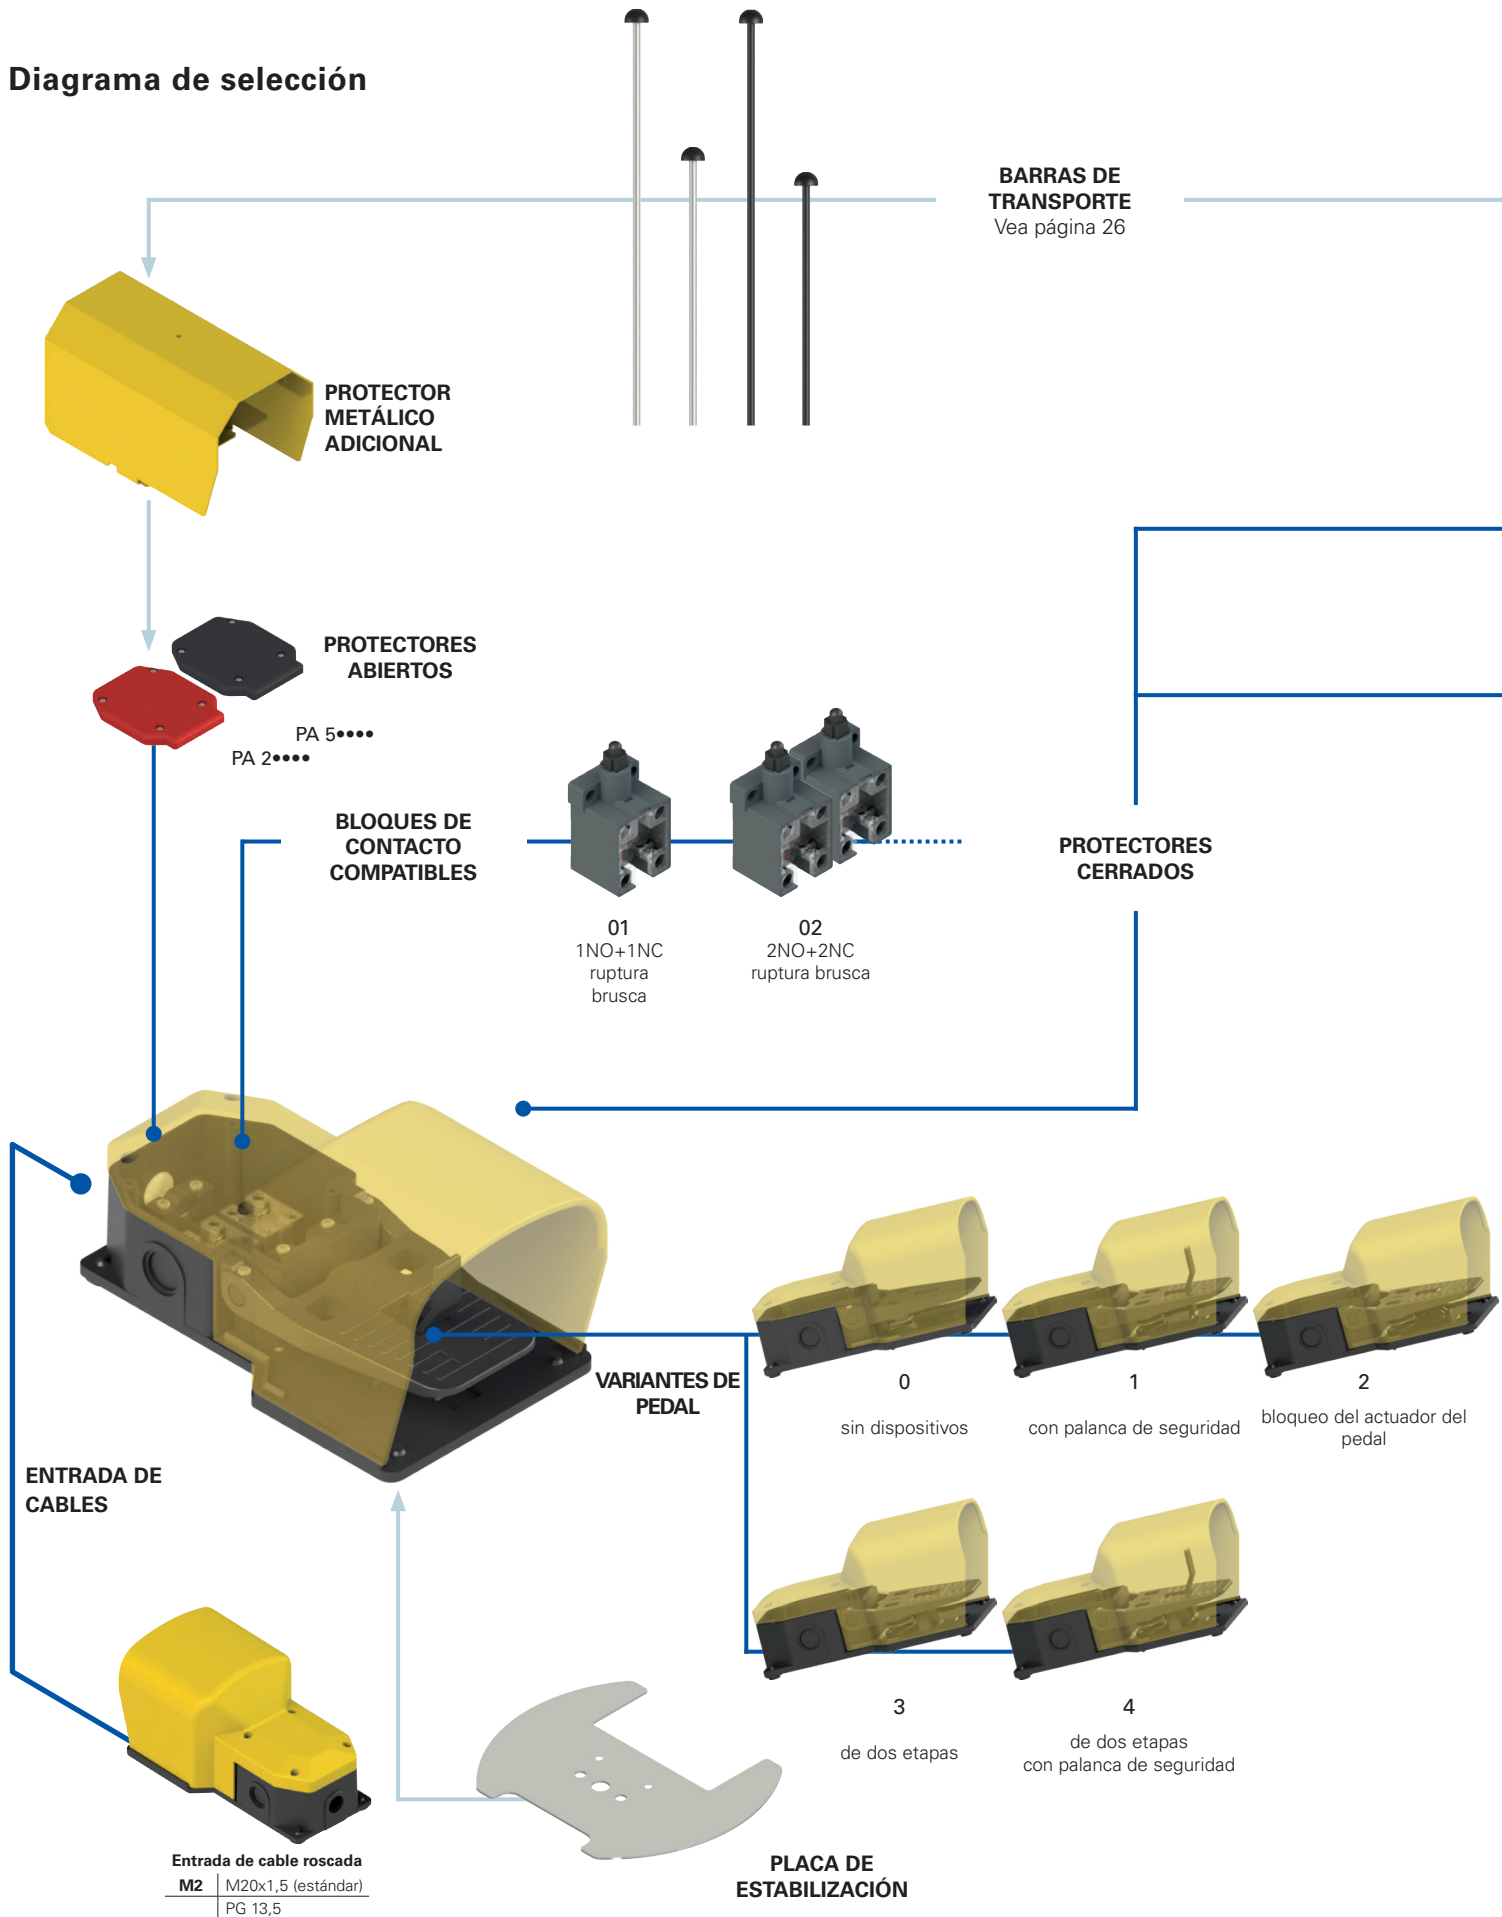 Diagrama de selección
BARRAS DE
TRANSPORTE
Vea página 26
PROTECTOR
METÁLICO
ADICIONAL
PROTECTORES
ABIERTOS
PA 5••••
PA 2••••
BLOQUES DE
CONTACTO
COMPATIBLES
01
1NO+1NC
ruptura
brusca
02
2NO+2NC
ruptura brusca
PROTECTORES
CERRADOS
VARIANTES DE
PEDAL
0
sin dispositivos
1
con palanca de seguridad
2
bloqueo del actuador del
pedal
3
de dos etapas
4
de dos etapas
con palanca de seguridad
ENTRADA DE
CABLES
Entrada de cable roscada
M2 M20x1,5 (estándar)
PG 13,5
PLACA DE
ESTABILIZACIÓN